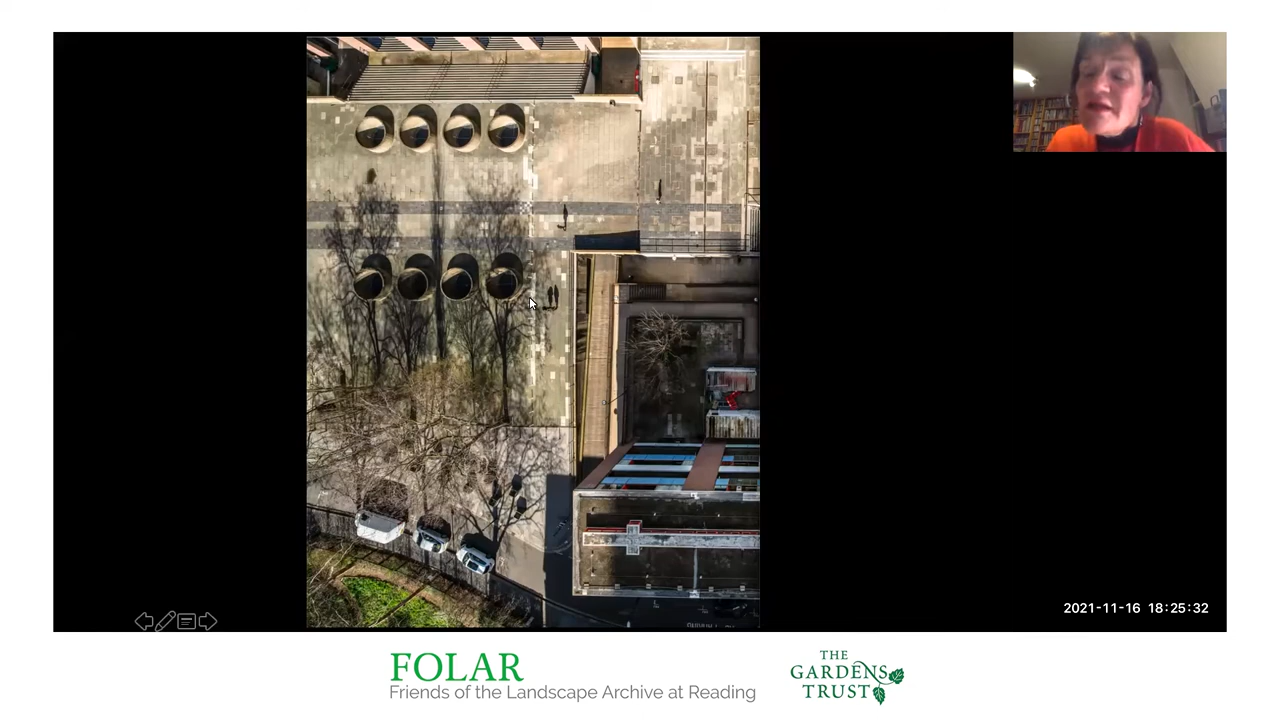 2021-11-16 18:25:32
FOLAR
Friends of the Landscape Archive at Reading
THE
GARDENS
TRUST